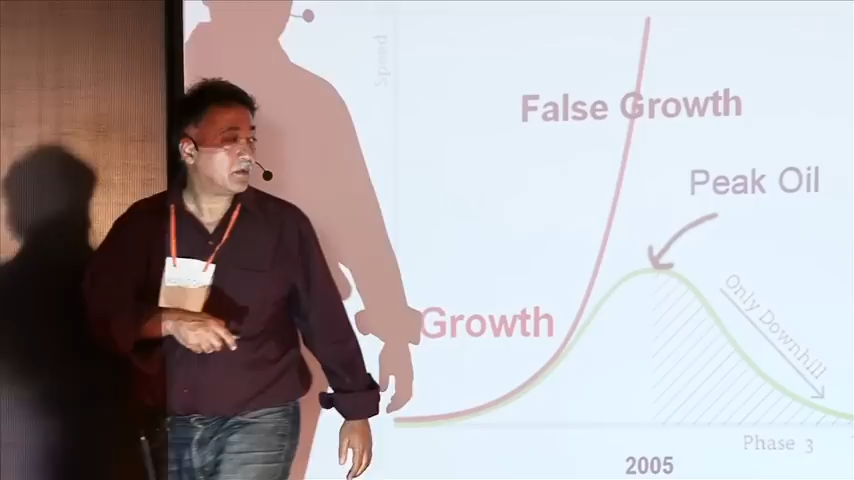 Speed
False Growth
Peak Oil
Only Downhill
Growth
Phase 3
2005